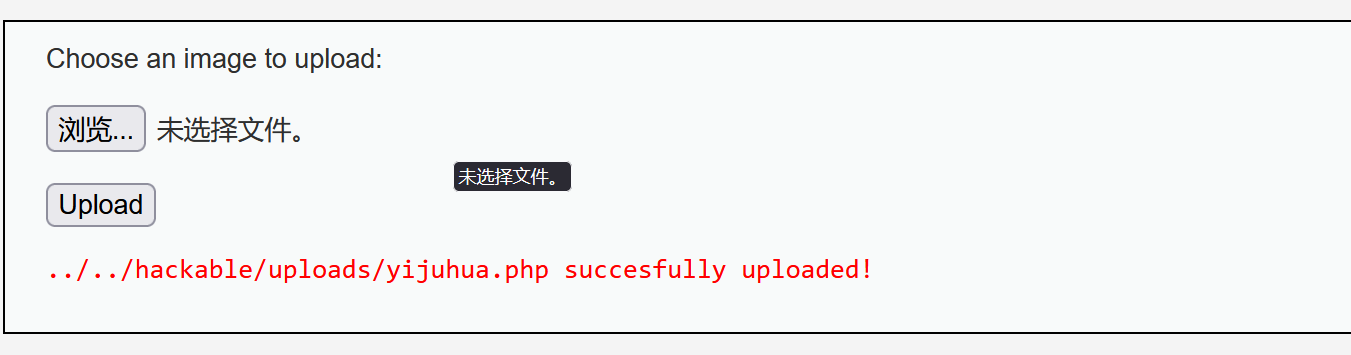 Choose an image to upload:
浏览... 未选择文件。
未选择文件。
Upload
../../hackable/uploads/yijuhua.php succesfully uploaded!